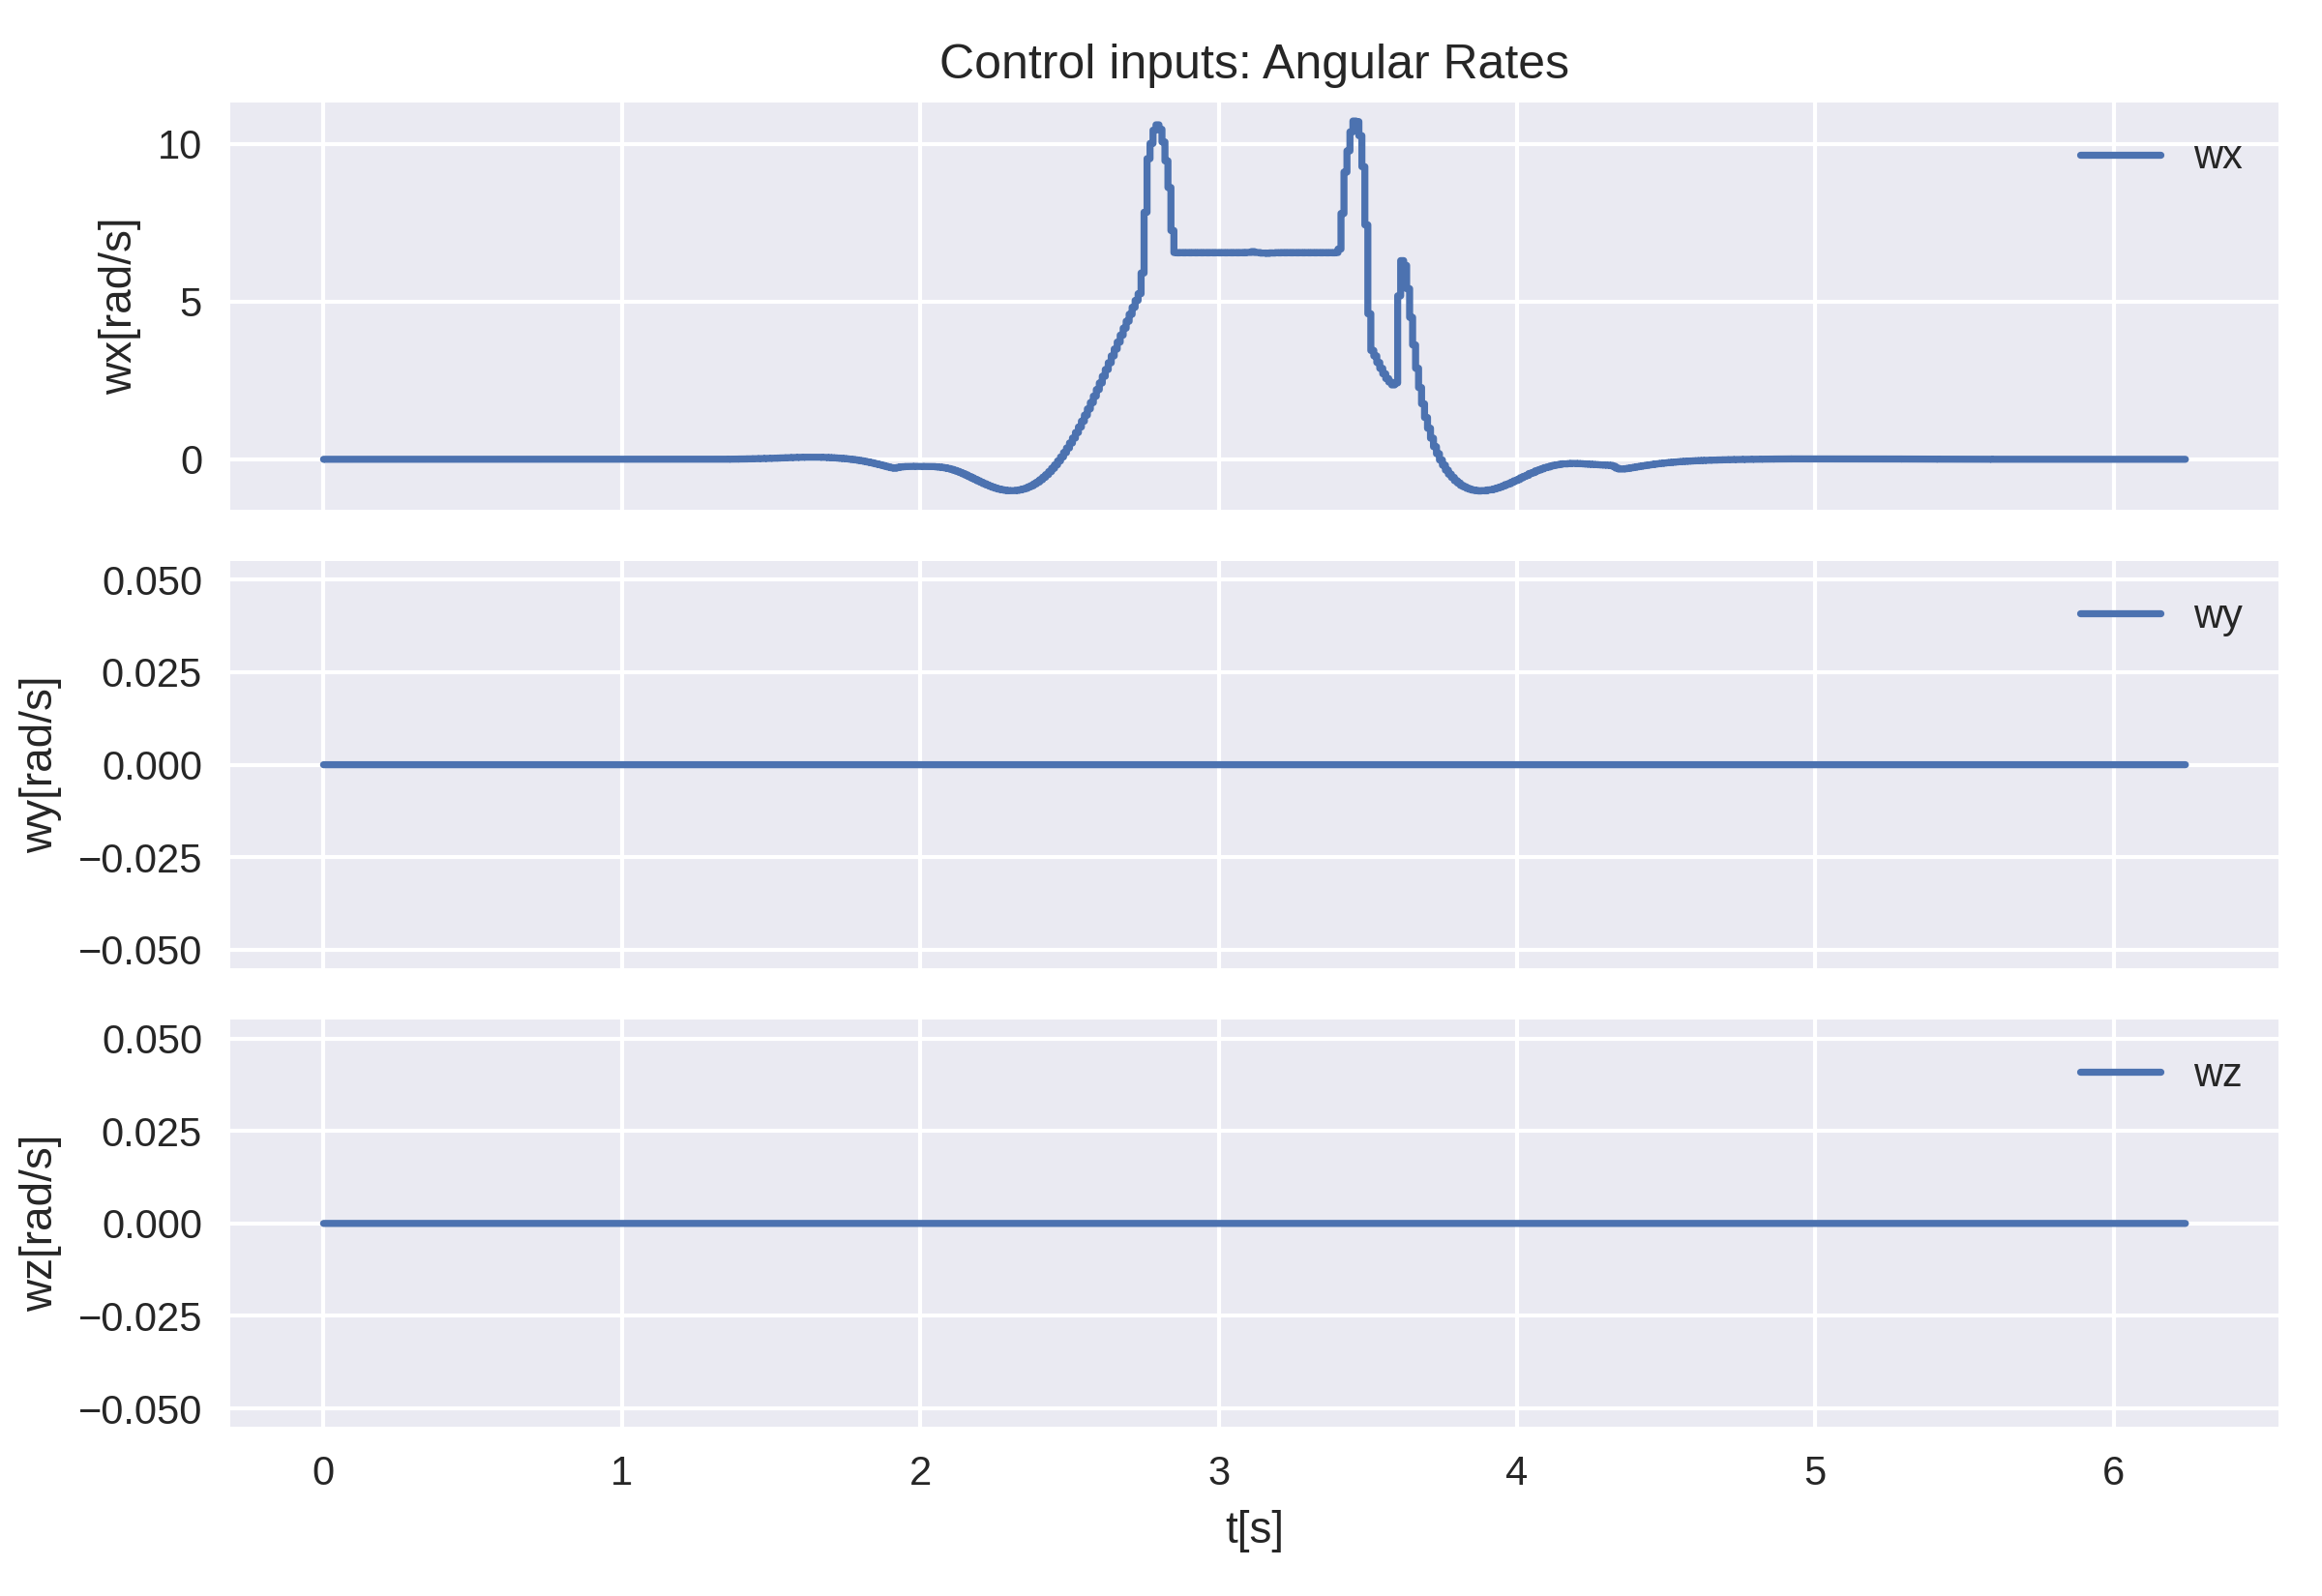 Control inputs: Angular Rates
10
5
0
wx[rad/s]
wx
0.050
0.025
0.000
−0.025
−0.050
wy[rad/s]
wy
0.050
0.025
0.000
−0.025
−0.050
wz[rad/s]
wz
0 1 2 3 4 5 6
t[s]